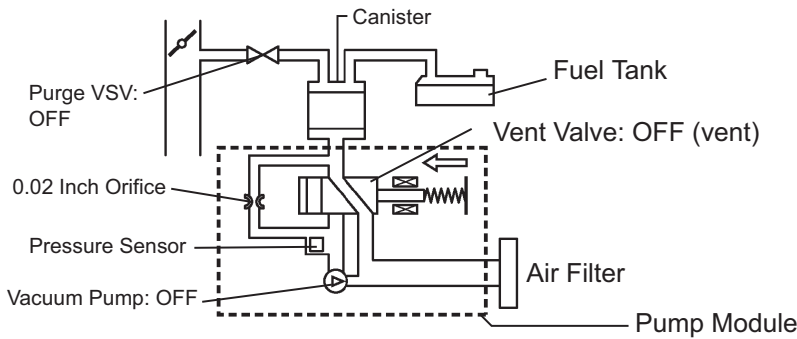 Canister
Fuel Tank
Purge VSV:
OFF
Vent Valve: OFF (vent)
0.02 Inch Orifice
Pressure Sensor
Air Filter
Vacuum Pump: OFF
Pump Module